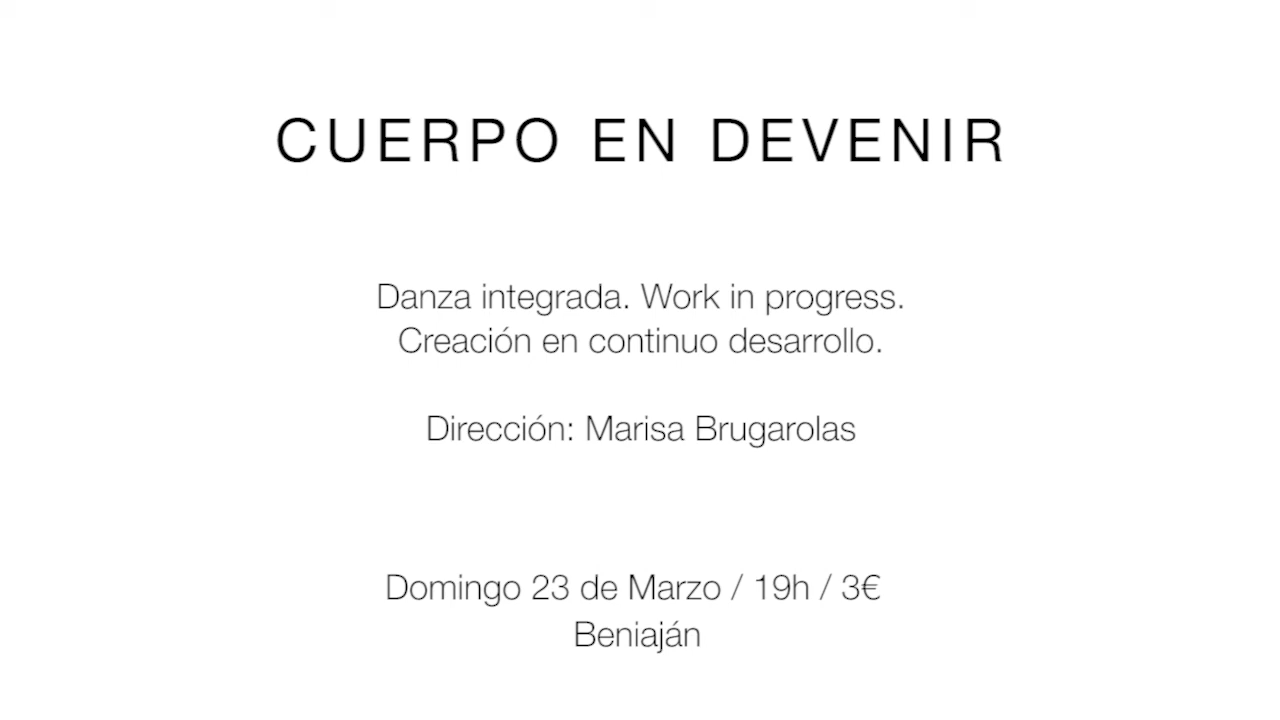 CUERPO EN DEVENIR
Danza integrada. Work in progress.
Creación en continuo desarrollo.
Dirección: Marisa Brugarolas
Domingo 23 de Marzo / 19h / 3€
Beniaján